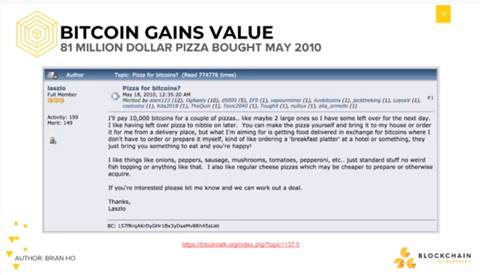 BITCOIN GAINS VALUE
81 MILLION DOLLAR PIZZA BOUGHT MAY 2010
Author
Topic: Pizza for bitcoins? (Read 774776 times)
laszlo
Full Member
Activity: 199
Merit: 149
Pizza for bitcoins?
May 18, 2010, 12:35:20 AM
#1
I'll pay 10,000 bitcoins for a couple of pizzas.. like maybe 2 large ones so I have some left over for the next day.
I like having left over pizza to nibble on later. You can make the pizza yourself and bring it to my house or order
it for me from a delivery place, but what I'm aiming for is getting food delivered in exchange for bitcoins where I
don't have to order or prepare it myself, kind of like ordering a 'breakfast platter' at a hotel or something, they
just bring you something to eat and you're happy!
I like things like onions, peppers, sausage, mushrooms, tomatoes, pepperoni, etc.. just standard stuff no weird
fish topping or anything like that. I also like regular cheese pizzas which may be cheaper to prepare or otherwise
acquire.
If you're interested please let me know and we can work out a deal.
Thanks,
Laszlo
https://bitcointalk.org/index.php?topic=137.0
AUTHOR: BRIAN HO
BLOCKCHAIN
AT BERKELEY